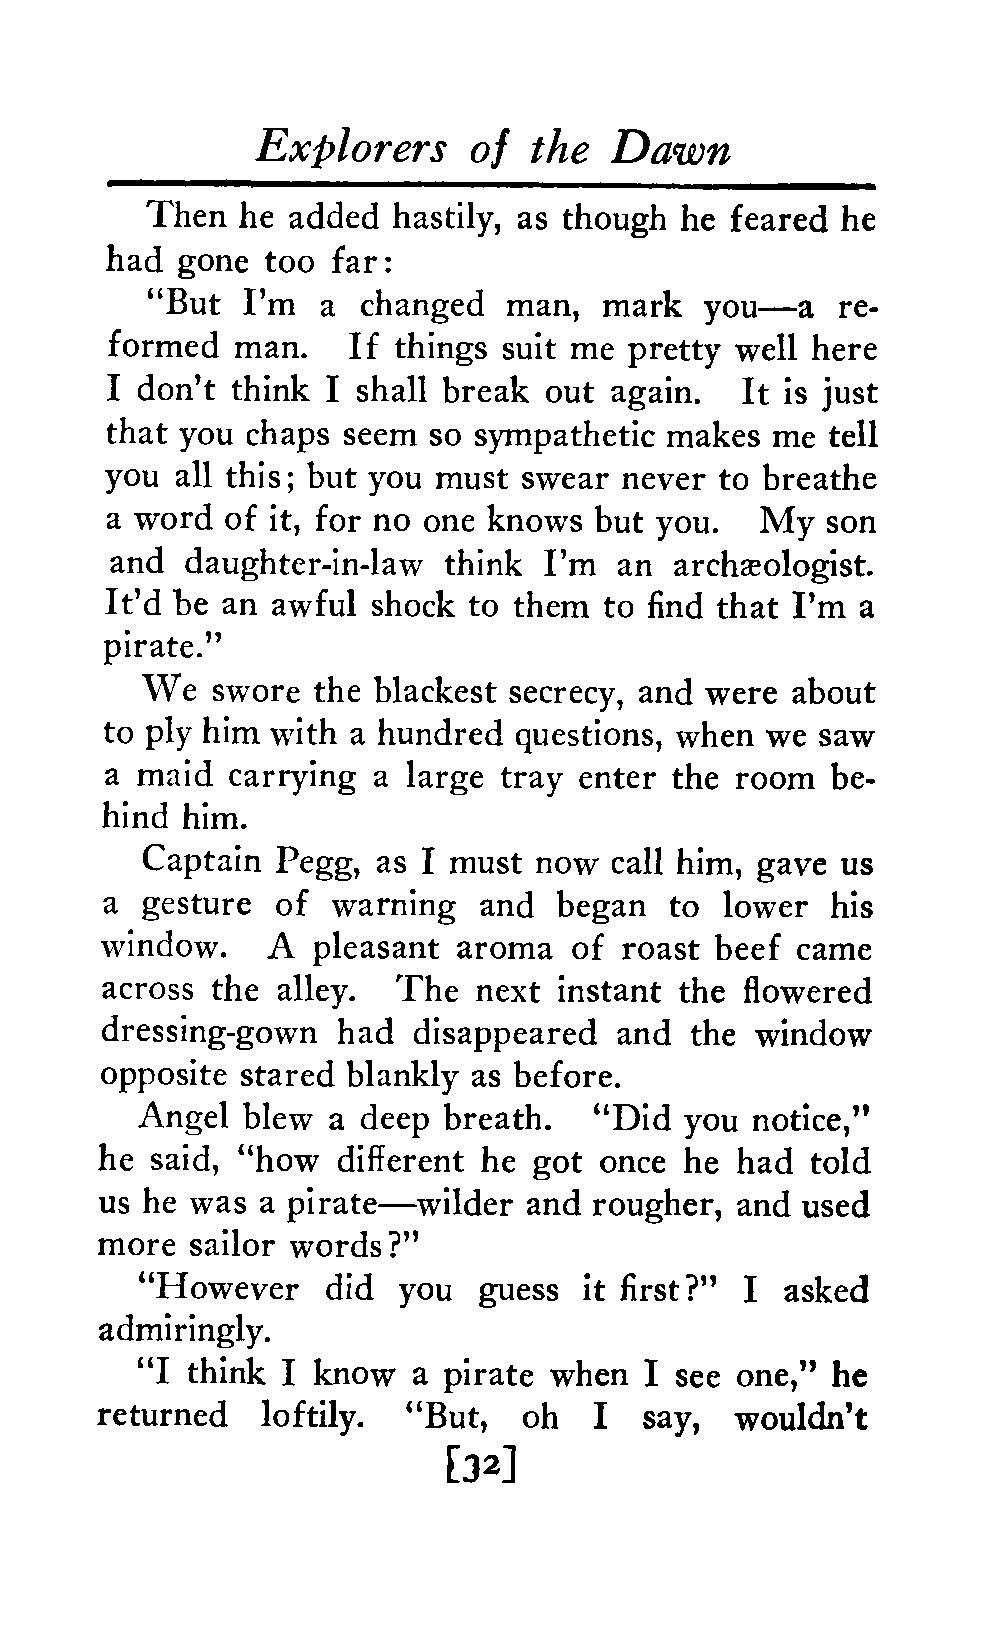 Explorers of the Dawn
Then he added hastily, as though he feared he
had gone too far:
"But I'm a changed man, mark you—a re-
formed man. If things suit me pretty well here
I don't think I shall break out again. It is just
that you chaps seem so sympathetic makes me tell
you all this; but you must swear never to breathe
a word of it, for no one knows but you. My son
and daughter-in-law think I'm an archæologist.
It'd be an awful shock to them to find that I'm a
pirate."
We swore the blackest secrecy, and were about
to ply him with a hundred questions, when we saw
a maid carrying a large tray enter the room be-
hind him.
Captain Pegg, as I must now call him, gave us
a gesture of warning and began to lower his
window. A pleasant aroma of roast beef came
across the alley. The next instant the flowered
dressing-gown had disappeared and the window
opposite stared blankly as before.
Angel blew a deep breath. "Did you notice,"
he said, "how different he got once he had told
us he was a pirate—wilder and rougher, and used
more sailor words?"
"However did you guess it first?" I asked
admiringly.
"I think I know a pirate when I see one," he
returned loftily. "But, oh I say, wouldn't
[32]